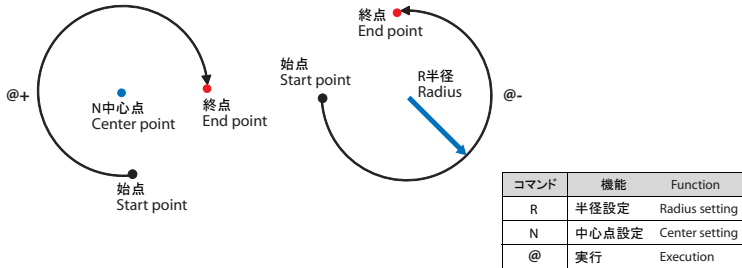 @+
N中心点
Center point
終点
End point
始点
Start point
終点
End point
始点
Start point
R半径
Radius
@-
コマンド 機能 Function
R 半径設定 Radius setting
N 中心点設定 Center setting
@ 実行 Execution